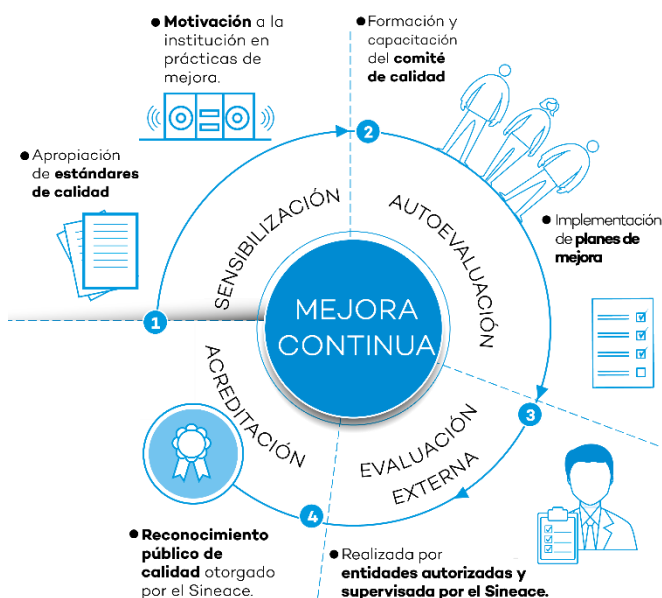 ● Motivación a la
institución en
prácticas de
mejora.
● Formación y
capacitación
del comité
de calidad
● Apropiación
de estándares
de calidad
● Implementación
de planes de
mejora
1
2
3
4
SENSIBILIZACIÓN
AUTOEVALUACIÓN
EVALUACIÓN
EXTERNA
ACREDITACIÓN
MEJORA
CONTINUA
● Reconocimiento
público de
calidad otorgado
por el Sineace.
● Realizada por
entidades autorizadas y
supervisada por el Sineace.